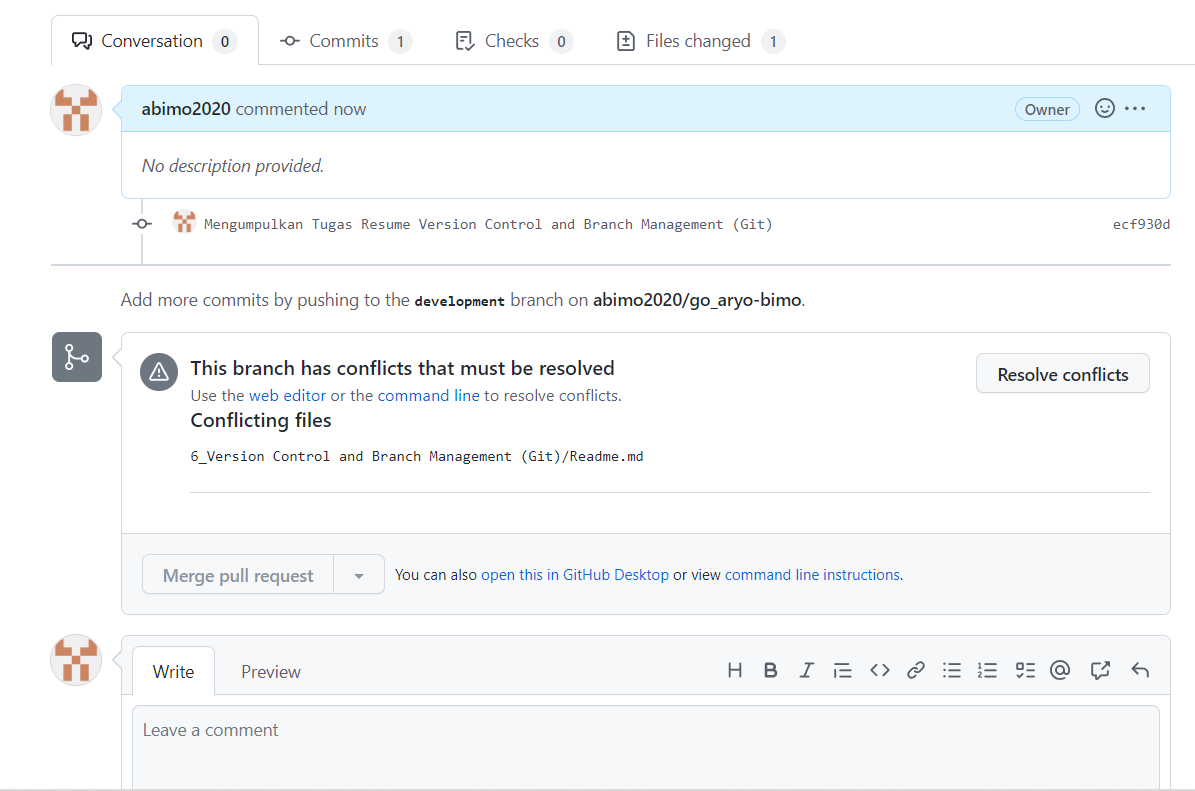 Conversation 0 Commits 1 Checks 0 Files changed 1
abimo2020 commented now Owner
No description provided.
Mengumpulkan Tugas Resume Version Control and Branch Management (Git) ecf930d
Add more commits by pushing to the development branch on abimo2020/go_aryo-bimo.
This branch has conflicts that must be resolved
Resolve conflicts
Use the web editor or the command line to resolve conflicts.
Conflicting files
6_Version Control and Branch Management (Git)/Readme.md
Merge pull request You can also open this in GitHub Desktop or view command line instructions.
Write Preview
Leave a comment